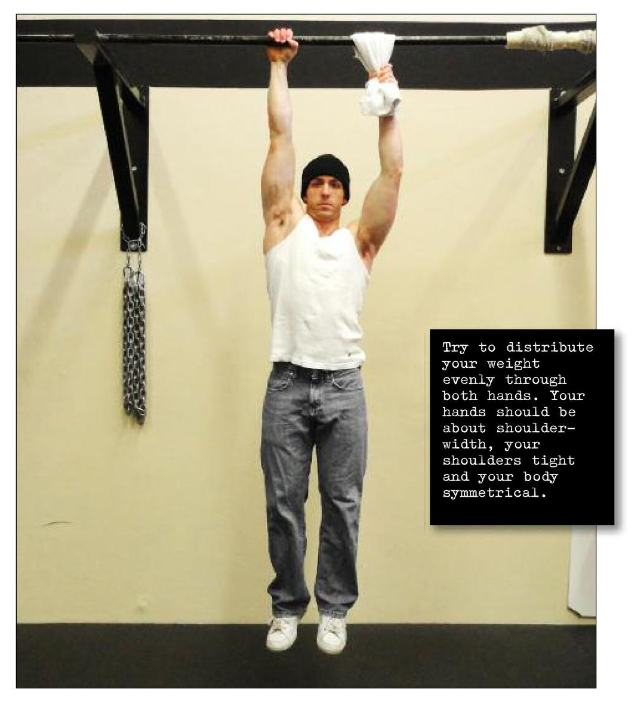 Try to distribute
your weight
evenly through
both hands. Your
hands should be
about shoulder-
width, your
shoulders tight
and your body
symmetrical.